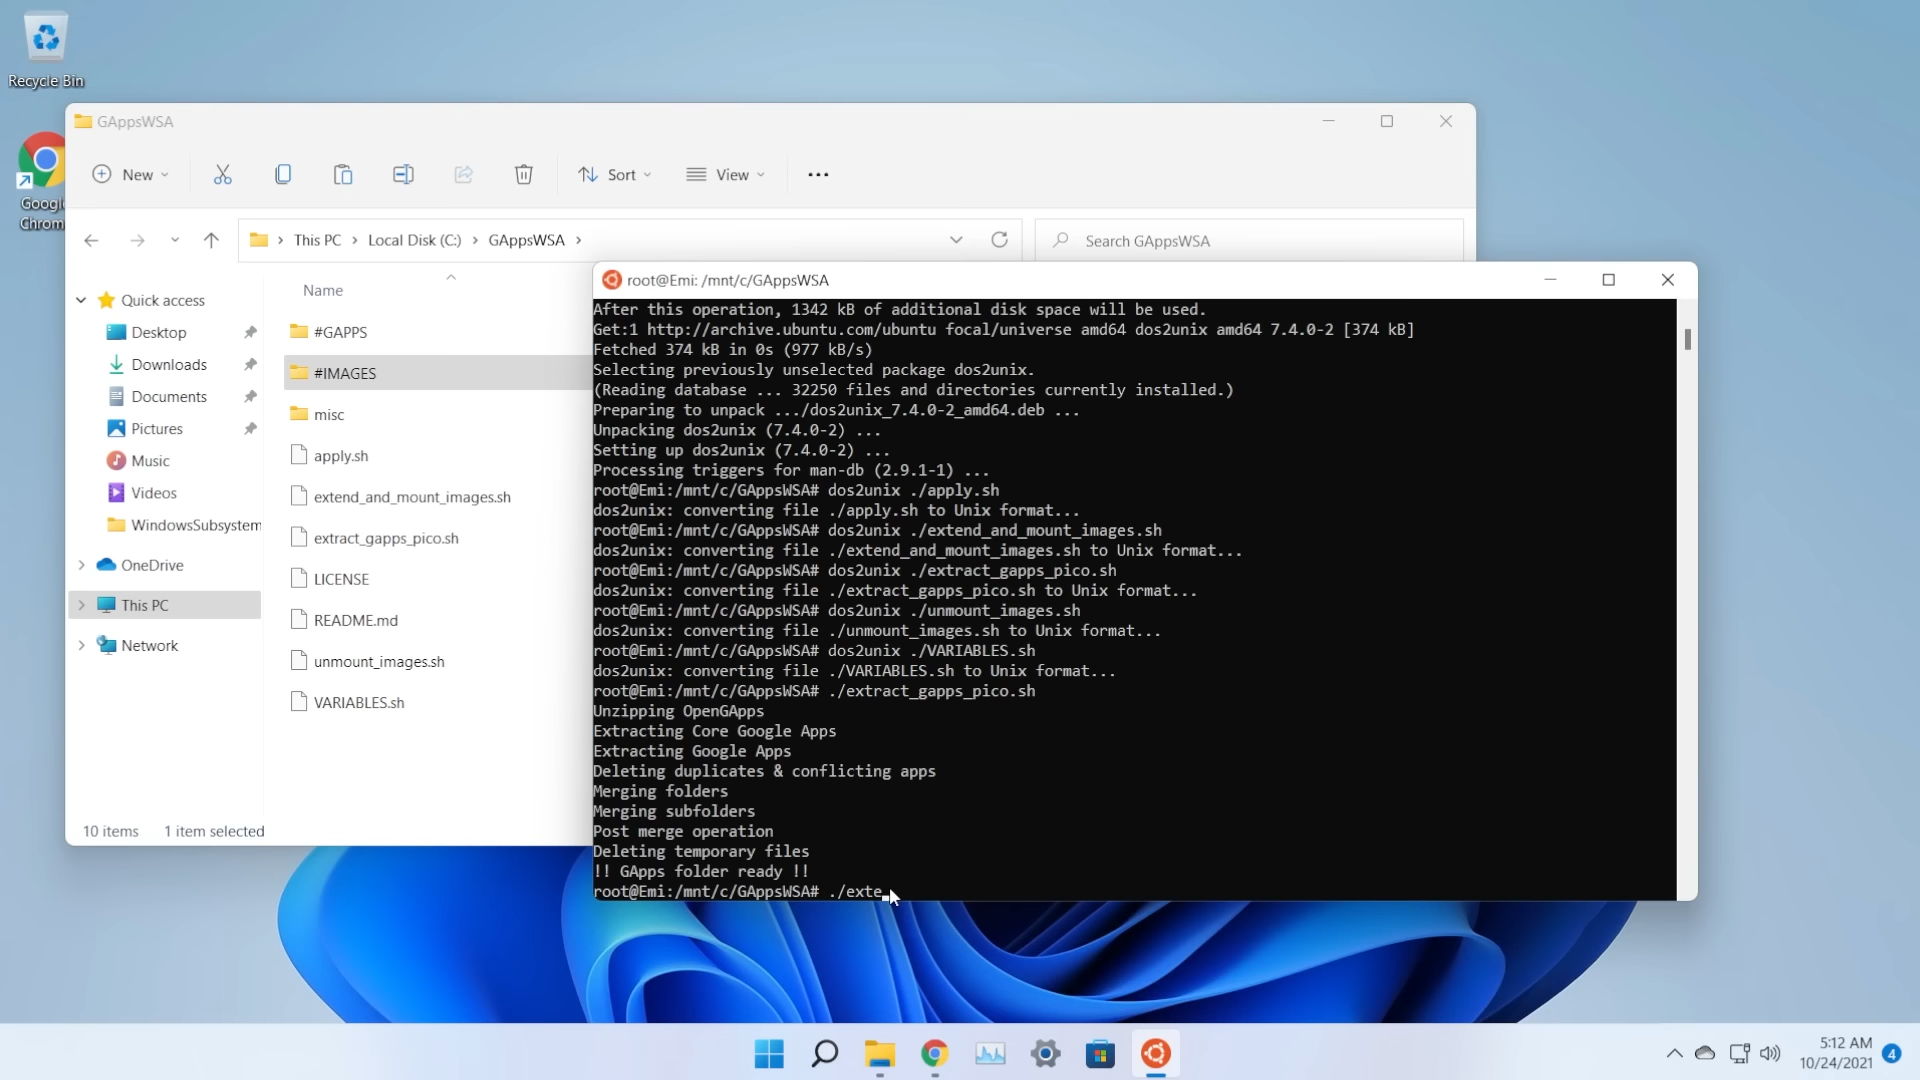 Recycle Bin
Google
Chrome
GAppsWSA
New
Sort
View
This PC
Local Disk (C:)
GAppsWSA
Search GAppsWSA
Quick access
Desktop
Downloads
Documents
Pictures
Music
Videos
WindowsSubsystem
OneDrive
This PC
Network
Name
#GAPPS
#IMAGES
misc
apply.sh
extend_and_mount_images.sh
extract_gapps_pico.sh
LICENSE
README.md
unmount_images.sh
VARIABLES.sh
10 items 1 item selected
root@Emi: /mnt/c/GAppsWSA
After this operation, 1342 kB of additional disk space will be used.
Get:1 http://archive.ubuntu.com/ubuntu focal/universe amd64 dos2unix amd64 7.4.0-2 [374 kB]
Fetched 374 kB in 0s (977 kB/s)
Selecting previously unselected package dos2unix.
(Reading database ... 32250 files and directories currently installed.)
Preparing to unpack .../dos2unix_7.4.0-2_amd64.deb ...
Unpacking dos2unix (7.4.0-2) ...
Setting up dos2unix (7.4.0-2) ...
Processing triggers for man-db (2.9.1-1) ...
root@Emi:/mnt/c/GAppsWSA# dos2unix ./apply.sh
dos2unix: converting file ./apply.sh to Unix format...
root@Emi:/mnt/c/GAppsWSA# dos2unix ./extend_and_mount_images.sh
dos2unix: converting file ./extend_and_mount_images.sh to Unix format...
root@Emi:/mnt/c/GAppsWSA# dos2unix ./extract_gapps_pico.sh
dos2unix: converting file ./extract_gapps_pico.sh to Unix format...
root@Emi:/mnt/c/GAppsWSA# dos2unix ./unmount_images.sh
dos2unix: converting file ./unmount_images.sh to Unix format...
root@Emi:/mnt/c/GAppsWSA# dos2unix ./VARIABLES.sh
dos2unix: converting file ./VARIABLES.sh to Unix format...
root@Emi:/mnt/c/GAppsWSA# ./extract_gapps_pico.sh
Unzipping OpenGApps
Extracting Core Google Apps
Extracting Google Apps
Deleting duplicates & conflicting apps
Merging folders
Merging subfolders
Post merge operation
Deleting temporary files
!! GApps folder ready !!
root@Emi:/mnt/c/GAppsWSA# ./exte
5:12 AM
10/24/2021
4